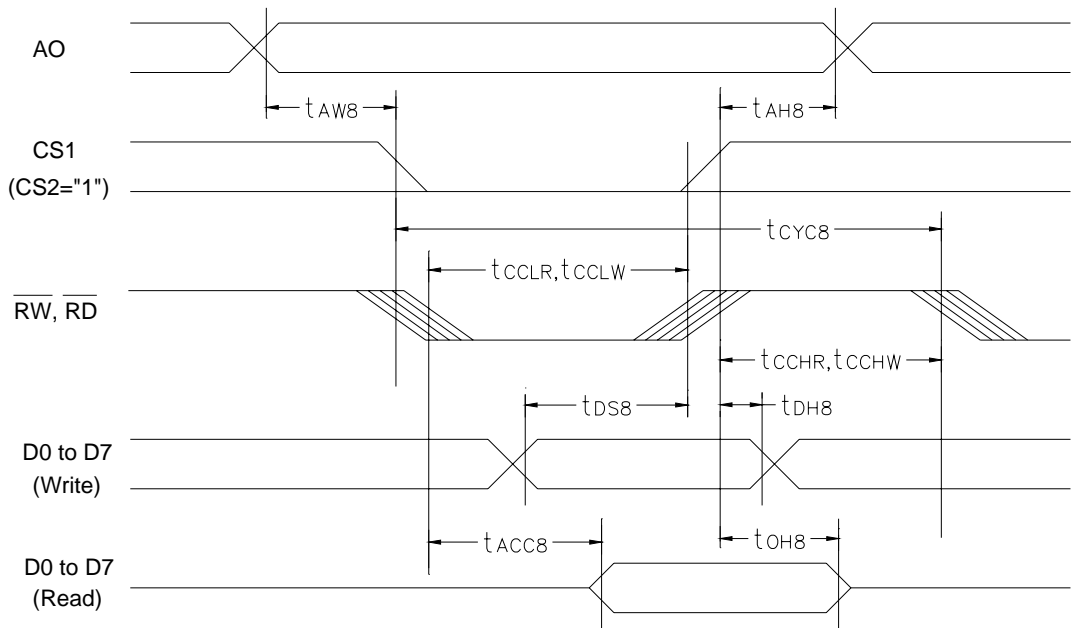 AO
tAW8
tAH8
CS1
(CS2="1")
tCYC8
tCCLR,tCCLW
RW, RD
tCCHR,tCCHW
tDS8
tDH8
D0 to D7
(Write)
tACC8
tOH8
D0 to D7
(Read)